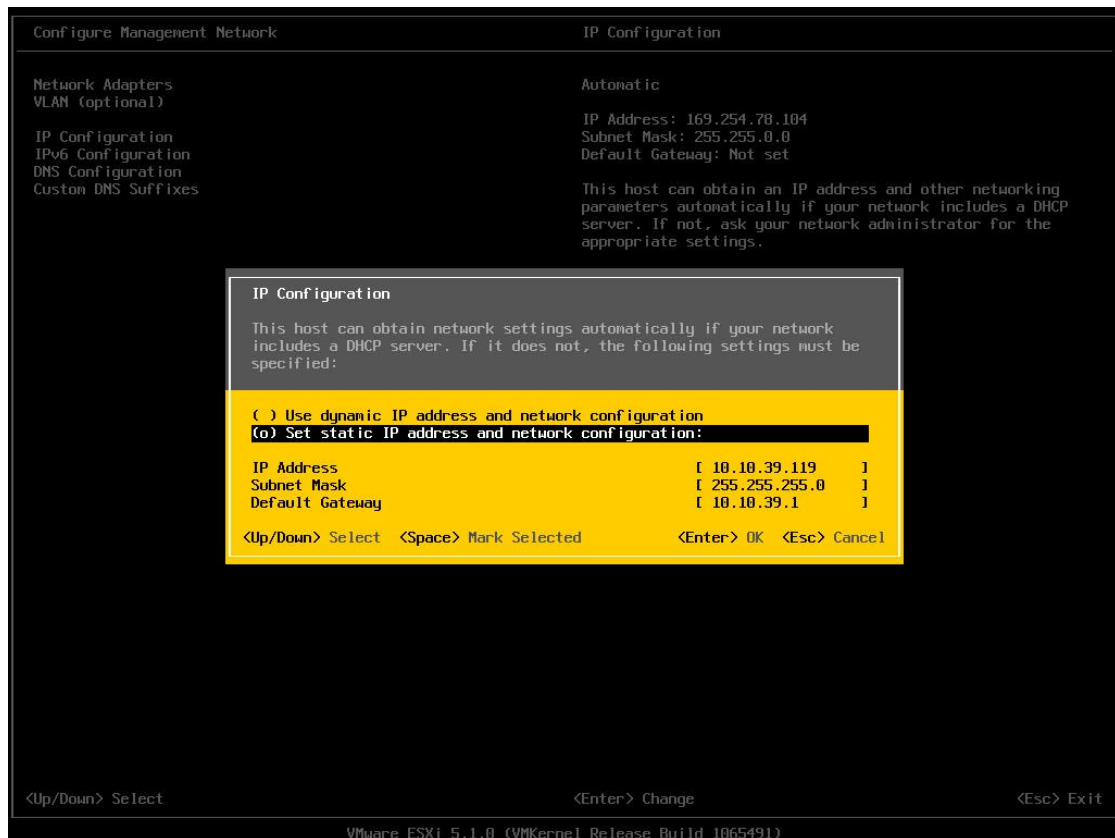 Configure Management Network
IP Configuration
Network Adapters
VLAN (optional)
IP Configuration
IPv6 Configuration
DNS Configuration
Custom DNS Suffixes
Automatic
IP Address: 169.254.78.104
Subnet Mask: 255.255.0.0
Default Gateway: Not set
This host can obtain an IP address and other networking
parameters automatically if your network includes a DHCP
server. If not, ask your network administrator for the
appropriate settings.
IP Configuration
This host can obtain network settings automatically if your network
includes a DHCP server. If it does not, the following settings must be
specified:
( ) Use dynamic IP address and network configuration
(o) Set static IP address and network configuration:
IP Address [ 10.10.39.119 ]
Subnet Mask [ 255.255.255.0 ]
Default Gateway [ 10.10.39.1 ]
<Up/Down> Select <Space> Mark Selected <Enter> OK <Esc> Cancel
<Up/Down> Select <Enter> Change <Esc> Exit
VMware ESXi 5.1.0 (VMKernel Release Build 1065491)